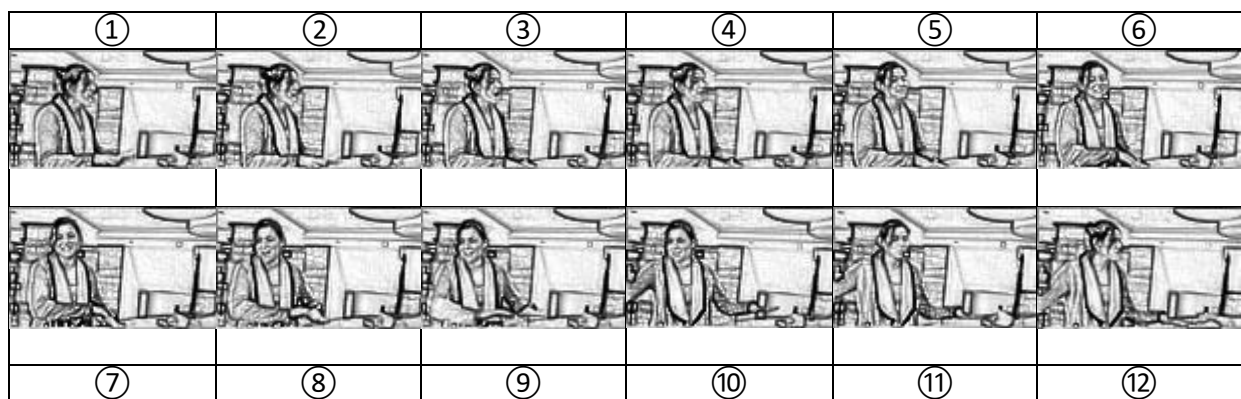 ① ② ③ ④ ⑤ ⑥
⑦ ⑧ ⑨ ⑩ ⑪ ⑫